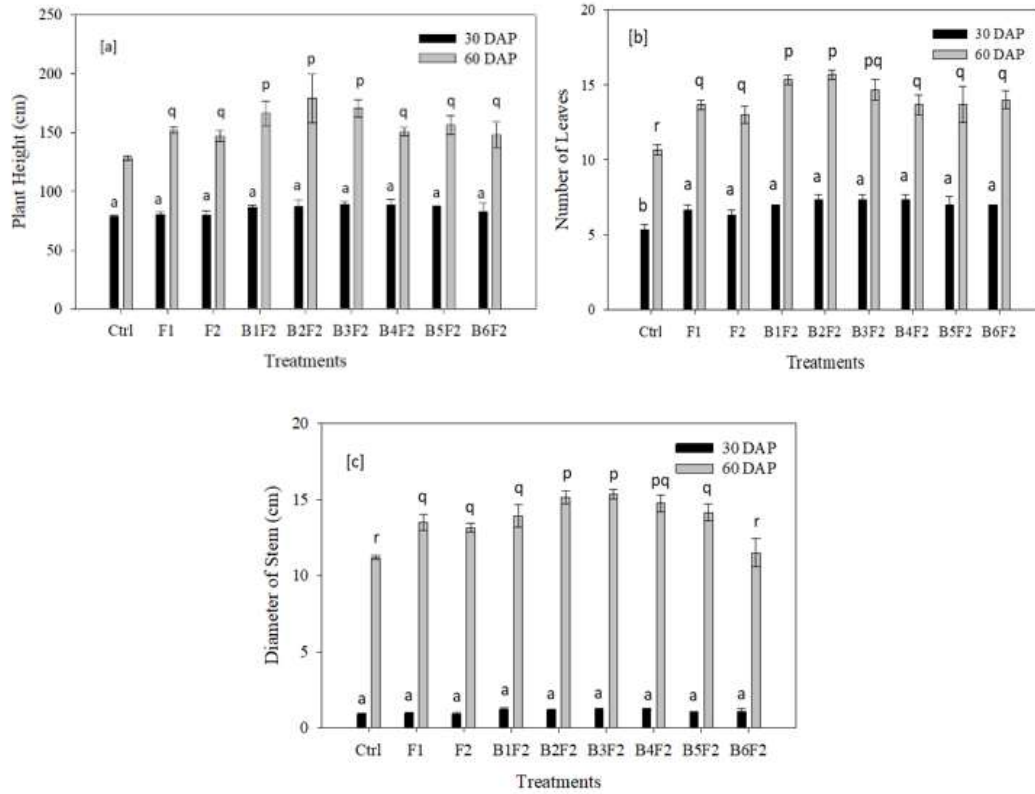 [a]
30 DAP
60 DAP
Plant Height (cm)
250
200
150
100
50
0
q q p p p q q q
a a a a a a a a a
Ctrl F1 F2 B1F2 B2F2 B3F2 B4F2 B5F2 B6F2
Treatments
[b]
30 DAP
60 DAP
Number of Leaves
20
15
10
5
0
r q q p p pq q q q
b a a a a a a a a
Ctrl F1 F2 B1F2 B2F2 B3F2 B4F2 B5F2 B6F2
Treatments
[c]
30 DAP
60 DAP
Diameter of Stem (cm)
20
15
10
5
0
r q q q p p pq q r
a a a a a a a a a
Ctrl F1 F2 B1F2 B2F2 B3F2 B4F2 B5F2 B6F2
Treatments